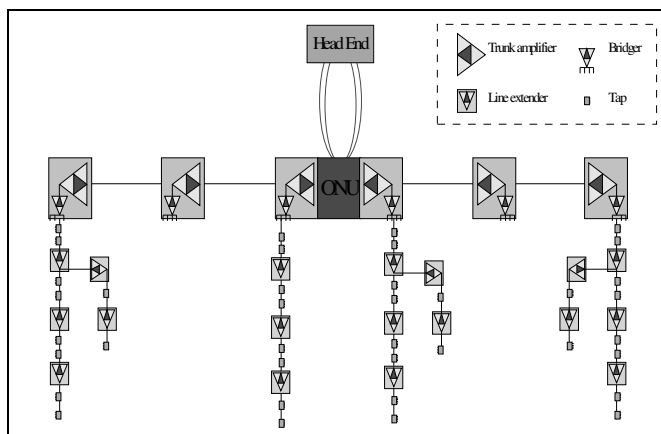 Head End
Trunk amplifier
Bridger
Line extender
Tap
ONU